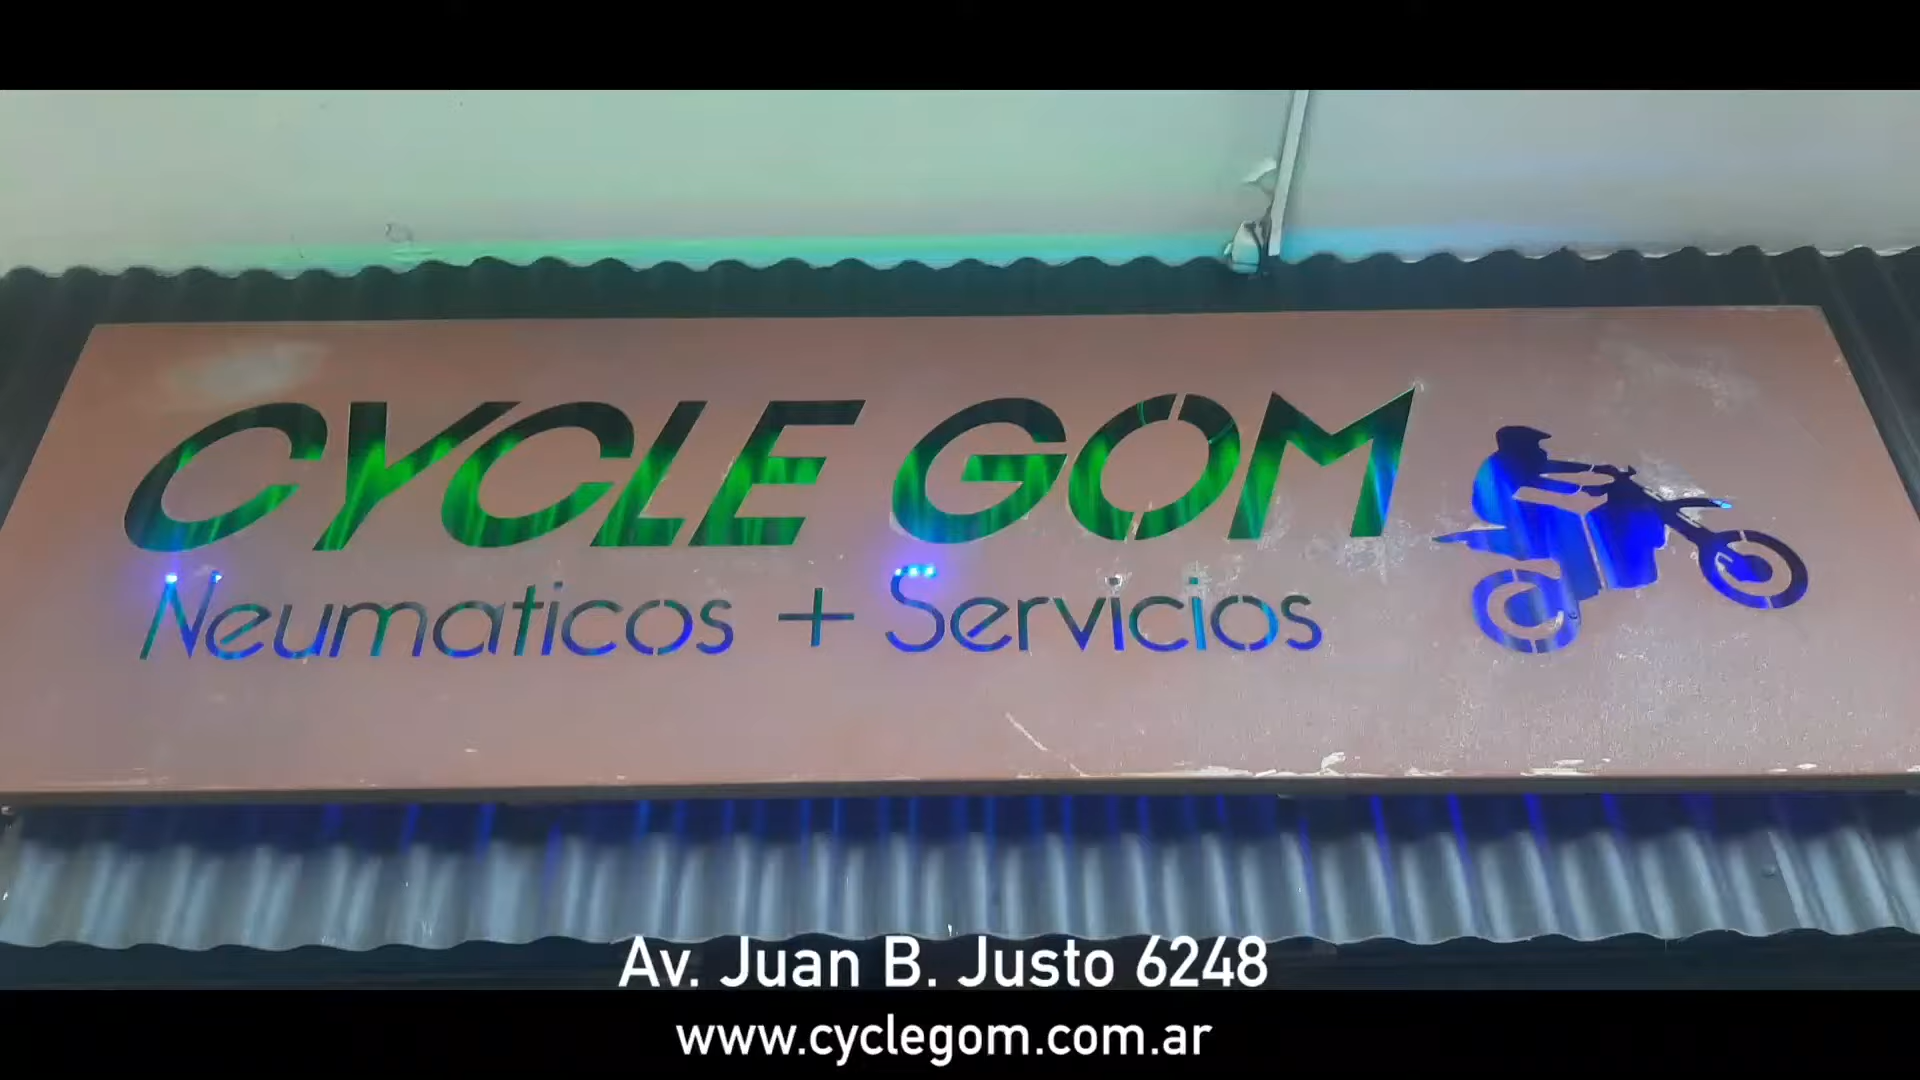 CYCLE GOM
Neumaticos + Servicios
Av. Juan B. Justo 6248
www.cyclegom.com.ar